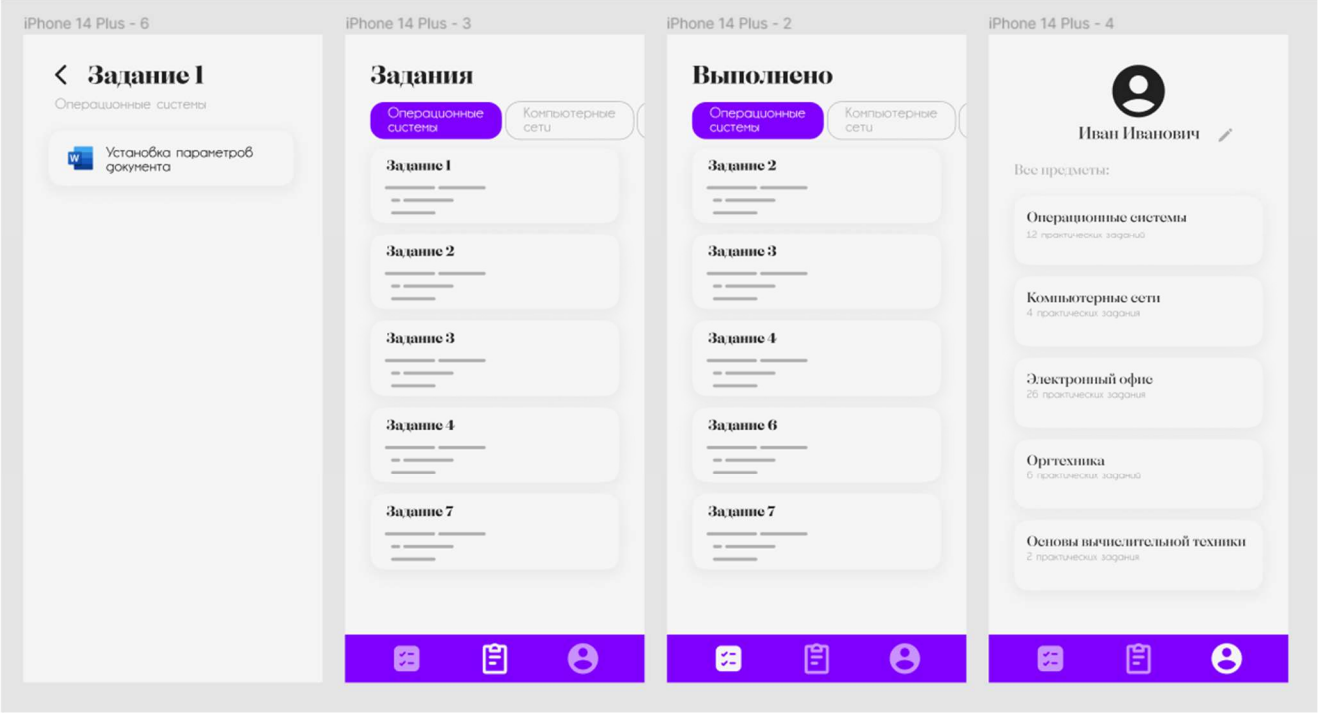 iPhone 14 Plus - 6
Задание 1
Операционные системы
W
Установка параметров
документа
iPhone 14 Plus - 3
Задания
Операционные
системы
Компьютерные
сети
Задание 1
Задание 2
Задание 3
Задание 4
Задание 7
iPhone 14 Plus - 2
Выполнено
Операционные
системы
Компьютерные
сети
Задание 2
Задание 3
Задание 4
Задание 6
Задание 7
iPhone 14 Plus - 4
Иван Иванович
Все предметы:
Операционные системы
12 практических заданий
Компьютерные сети
4 практических задания
Электронный офис
26 практических задания
Оргтехника
6 практических заданий
Основы вычислительной техники
2 практических задания